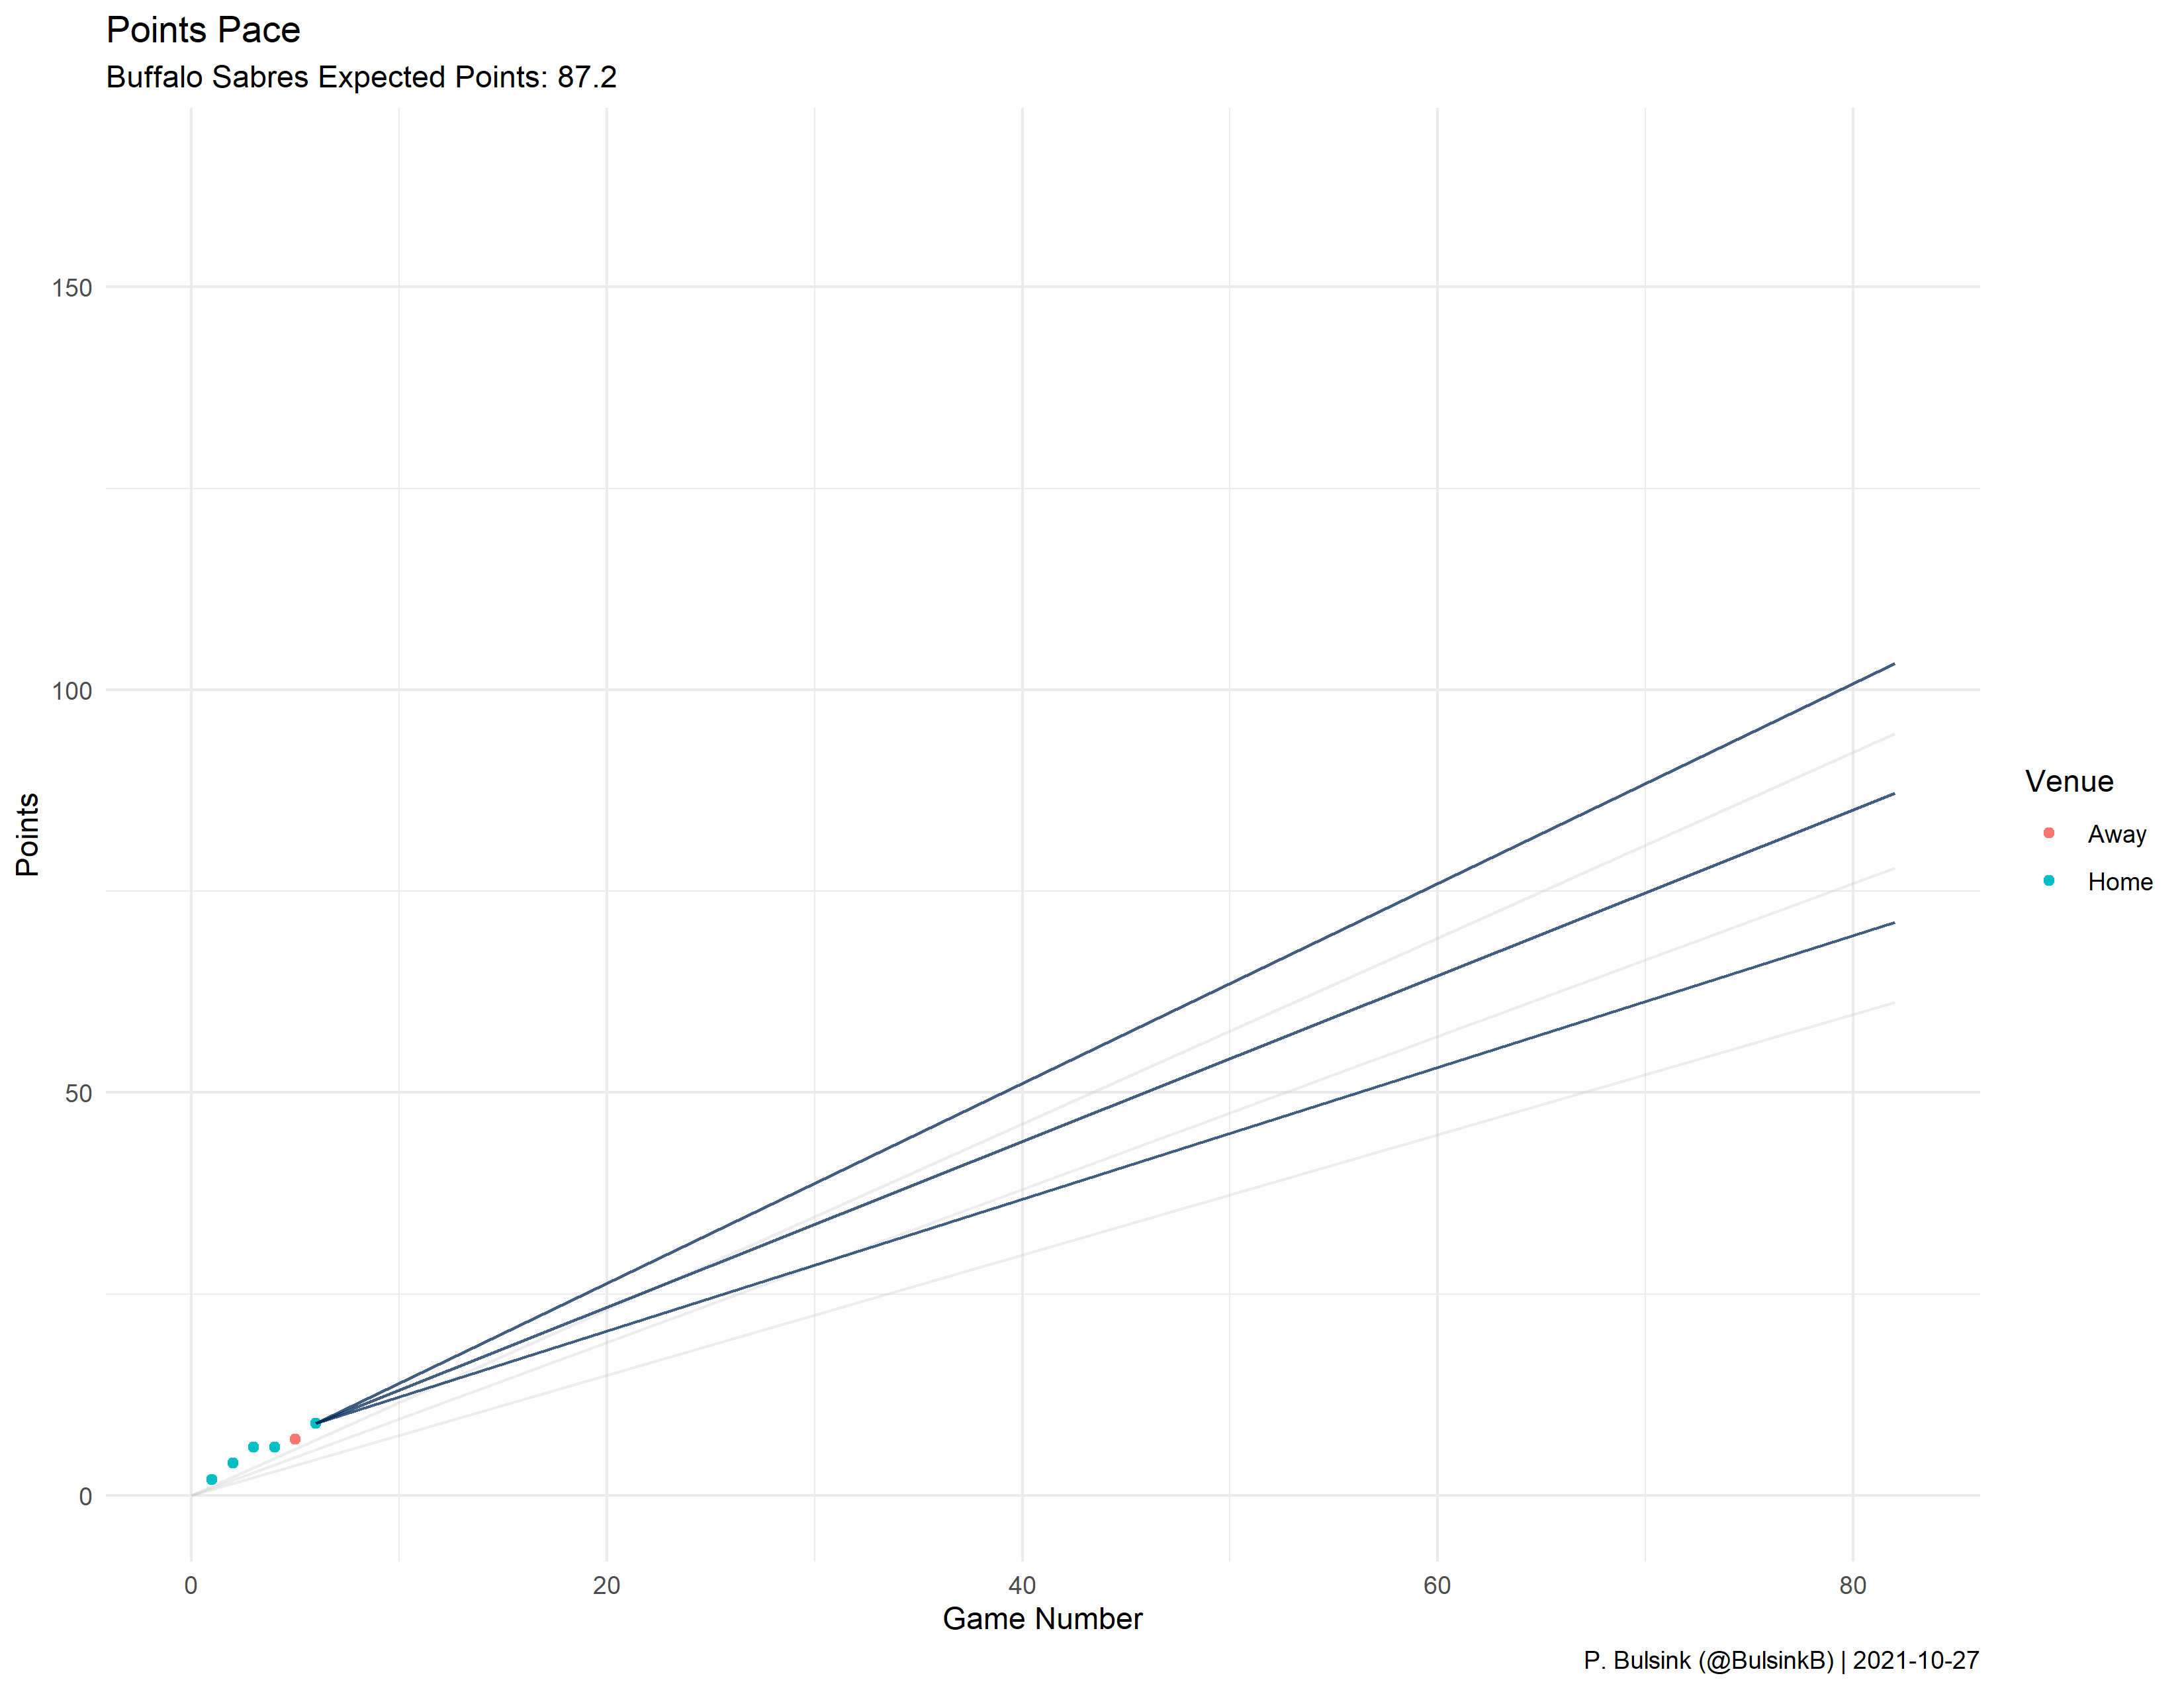 Points Pace
Buffalo Sabres Expected Points: 87.2
150
100
50
0
Points
0 20 40 60 80
Game Number
Venue
Away
Home
P. Bulsink (@BulsinkB) | 2021-10-27